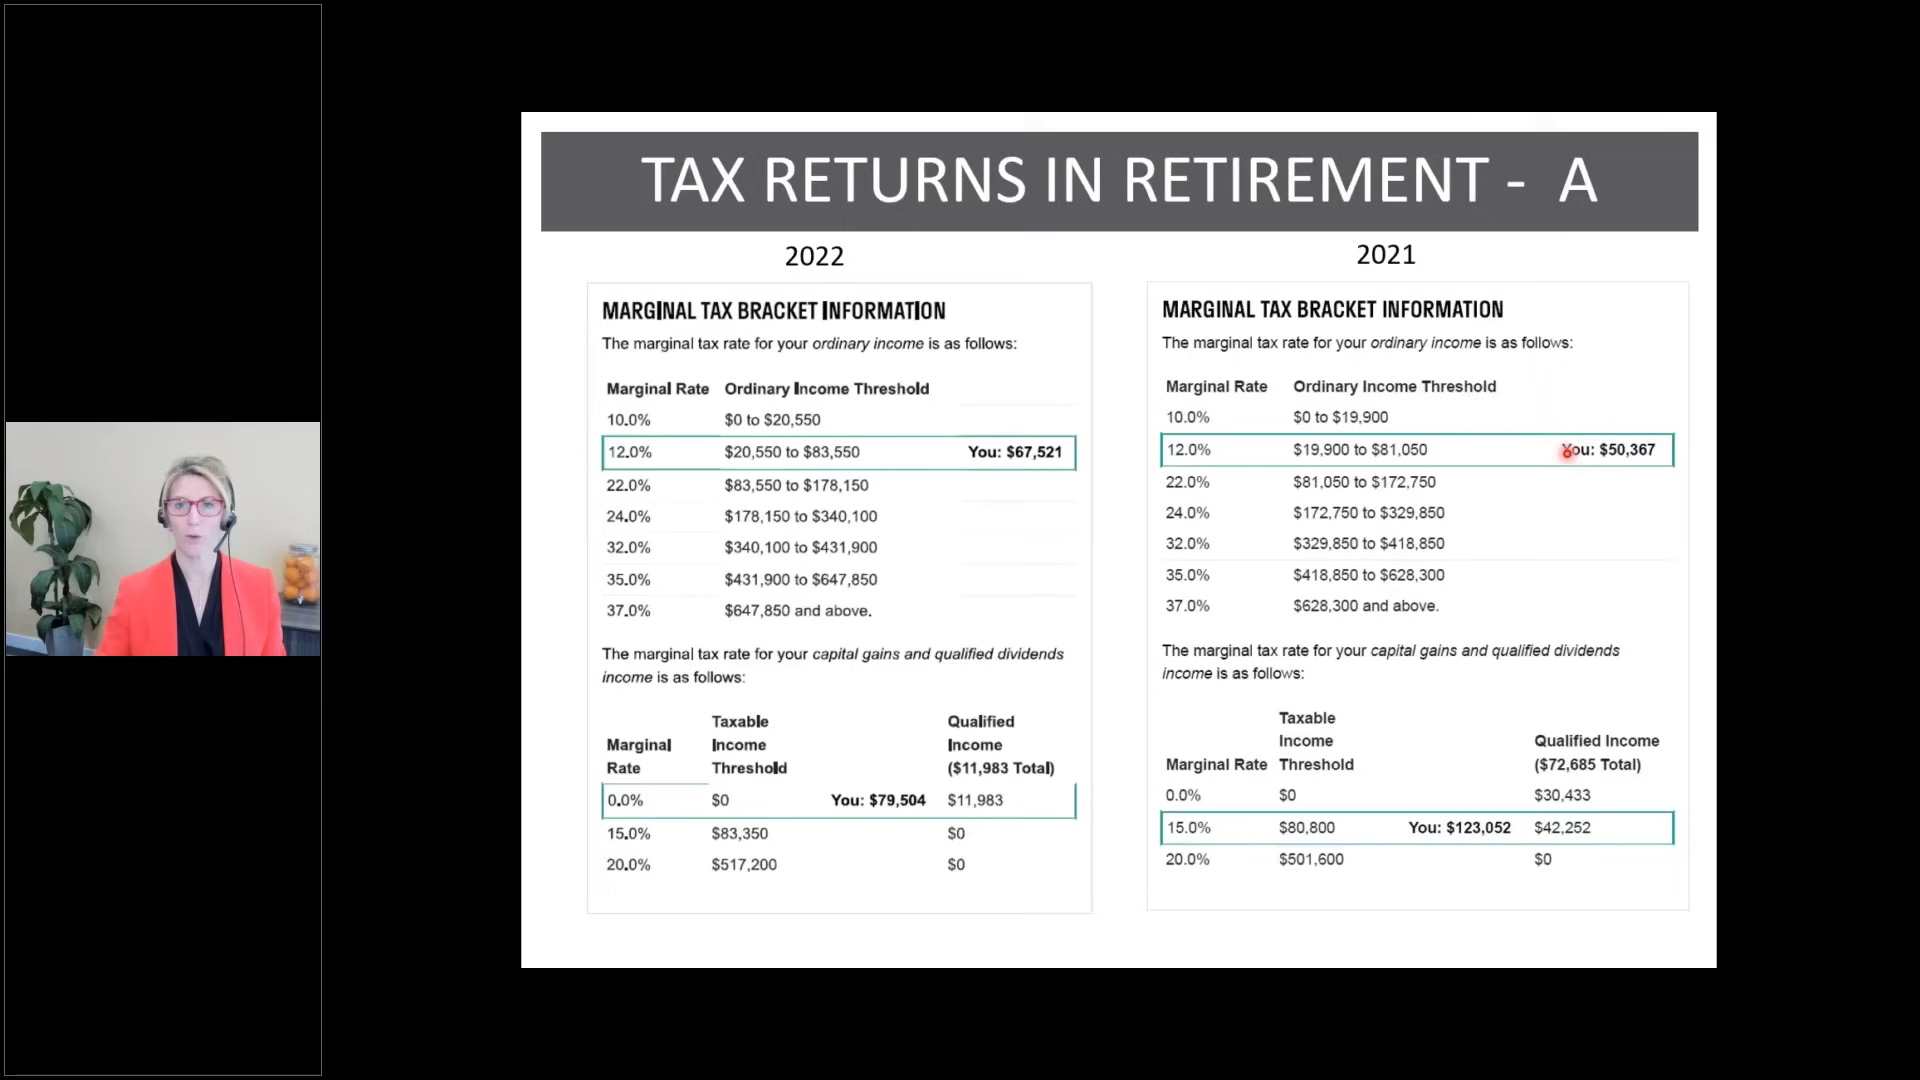 TAX RETURNS IN RETIREMENT - A
2022
MARGINAL TAX BRACKET INFORMATION
The marginal tax rate for your ordinary income is as follows:
Marginal Rate Ordinary Income Threshold
10.0% $0 to $20,550
12.0% $20,550 to $83,550 You: $67,521
22.0% $83,550 to $178,150
24.0% $178,150 to $340,100
32.0% $340,100 to $431,900
35.0% $431,900 to $647,850
37.0% $647,850 and above.
The marginal tax rate for your capital gains and qualified dividends
income is as follows:
Taxable Qualified
Marginal Income Income
Rate Threshold ($11,983 Total)
0.0% $0 You: $79,504 $11,983
15.0% $83,350 $0
20.0% $517,200 $0
2021
MARGINAL TAX BRACKET INFORMATION
The marginal tax rate for your ordinary income is as follows:
Marginal Rate Ordinary Income Threshold
10.0% $0 to $19,900
12.0% $19,900 to $81,050 You: $50,367
22.0% $81,050 to $172,750
24.0% $172,750 to $329,850
32.0% $329,850 to $418,850
35.0% $418,850 to $628,300
37.0% $628,300 and above.
The marginal tax rate for your capital gains and qualified dividends
income is as follows:
Taxable
Income Qualified Income
Marginal Rate Threshold ($72,685 Total)
0.0% $0 $30,433
15.0% $80,800 You: $123,052 $42,252
20.0% $501,600 $0